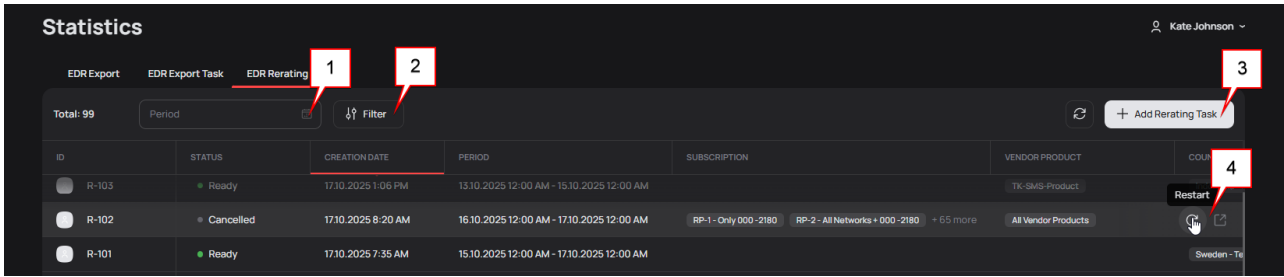 Statistics
Kate Johnson
1
2
3
EDR Export EDR Export Task EDR Rerating
Total: 99 Period Filter + Add Rerating Task
ID STATUS CREATION DATE PERIOD SUBSCRIPTION VENDOR PRODUCT COUN
4
R-103 Ready 17.10.2025 1:06 PM 13.10.2025 12:00 AM - 15.10.2025 12:00 AM TK-SMS-Product
Restart
R-102 Cancelled 17.10.2025 8:20 AM 16.10.2025 12:00 AM - 17.10.2025 12:00 AM RP-1 - Only 000 -2180 RP-2 - All Networks + 000 -2180 + 65 more All Vendor Products
R-101 Ready 17.10.2025 7:35 AM 15.10.2025 12:00 AM - 17.10.2025 12:00 AM Sweden - Te